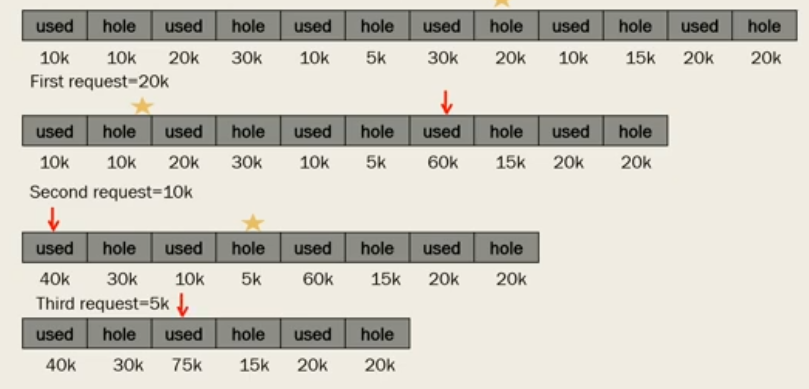 used hole used hole used hole used hole used hole used hole
10k 10k 20k 30k 10k 5k 30k 20k 10k 15k 20k 20k
First request=20k
used hole used hole used hole used hole used hole
10k 10k 20k 30k 10k 5k 60k 15k 20k 20k
Second request=10k
used hole used hole used hole used hole
40k 30k 10k 5k 60k 15k 20k 20k
Third request=5k
used hole used hole used hole
40k 30k 75k 15k 20k 20k